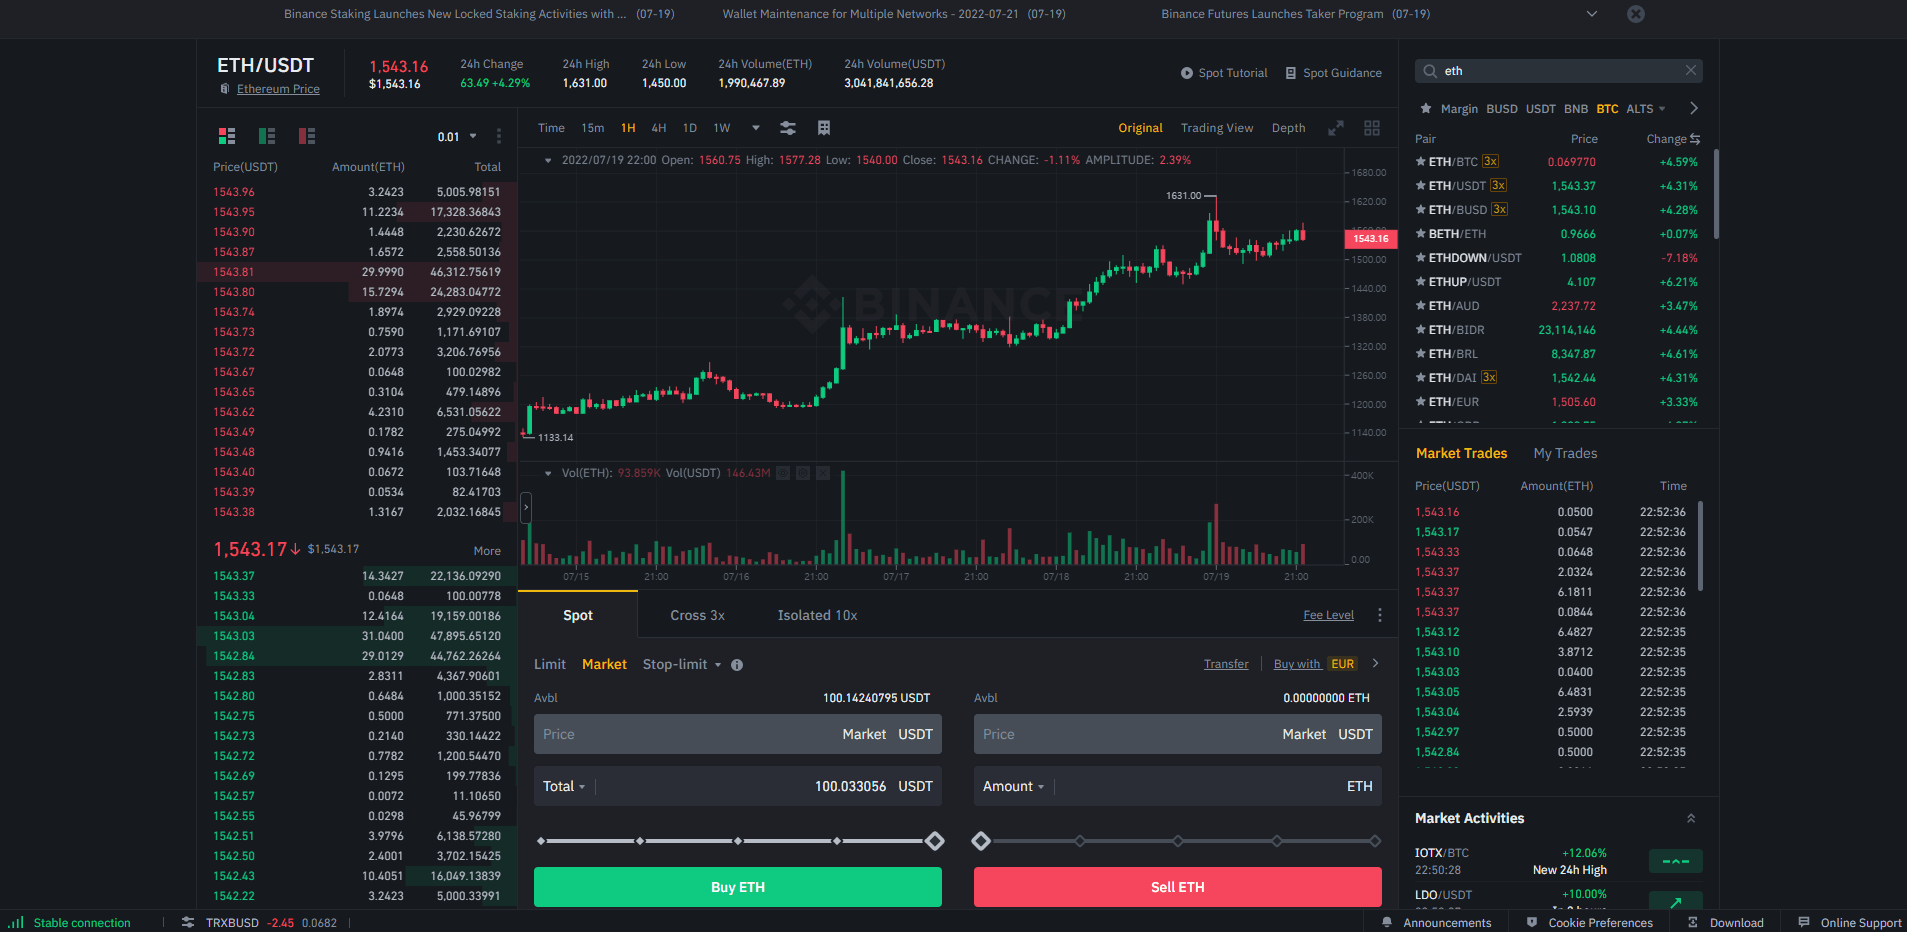 Binance Staking Launches New Locked Staking Activities with ... (07-19)
Wallet Maintenance for Multiple Networks - 2022-07-21 (07-19)
Binance Futures Launches Taker Program (07-19)
ETH/USDT
Ethereum Price
1,543.16
$1,543.16
24h Change
63.49 +4.29%
24h High
1,631.00
24h Low
1,450.00
24h Volume(ETH)
1,990,467.89
24h Volume(USDT)
3,041,841,656.28
Spot Tutorial
Spot Guidance
0.01
Price(USDT) Amount(ETH) Total
1543.96 3.2423 5,005.98151
1543.95 11.2234 17,328.36843
1543.90 1.4448 2,230.62672
1543.87 1.6572 2,558.50136
1543.81 29.9990 46,312.75619
1543.80 15.7294 24,283.04772
1543.74 1.8974 2,929.09228
1543.73 0.7590 1,171.69107
1543.72 2.0773 3,206.76956
1543.67 0.0648 100.02982
1543.65 0.3104 479.14896
1543.62 4.2310 6,531.05622
1543.49 0.1782 275.04992
1543.48 0.9416 1,453.34077
1543.40 0.0672 103.71648
1543.39 0.0534 82.41703
1543.38 1.3167 2,032.16845
1,543.17↓ $1,543.17 More
1543.37 14.3427 22,136.09290
1543.33 0.0648 100.00778
1543.04 12.4164 19,159.00186
1543.03 31.0400 47,895.65120
1542.84 29.0129 44,762.26264
1542.83 2.8311 4,367.90601
1542.80 0.6484 1,000.35152
1542.75 0.5000 771.37500
1542.73 0.2140 330.14422
1542.72 0.7782 1,200.54470
1542.69 0.1295 199.77836
1542.57 0.0072 11.10650
1542.55 0.0298 45.96799
1542.51 3.9796 6,138.57280
1542.50 2.4001 3,702.15425
1542.43 10.4051 16,049.13839
1542.22 3.2423 5,000.33991
Time 15m 1H 4H 1D 1W
Original Trading View Depth
2022/07/19 22:00 Open: 1560.75 High: 1577.28 Low: 1540.00 Close: 1543.16 CHANGE: -1.11% AMPLITUDE: 2.39%
1680.00
1631.00
1620.00
1543.16
1500.00
BINANCE
1440.00
1380.00
1320.00
1260.00
1200.00
1133.14
1140.00
Vol(ETH): 93.859K Vol(USDT) 146.43M
400K
200K
0.00
07/15 21:00 07/16 21:00 07/17 21:00 07/18 21:00 07/19 21:00
Spot Cross 3x Isolated 10x
Fee Level
Limit Market Stop-limit
Transfer Buy with EUR
Avbl 100.14240795 USDT
Price Market USDT
Total 100.033056 USDT
Buy ETH
Avbl 0.00000000 ETH
Price Market USDT
Amount ETH
Sell ETH
eth
Margin BUSD USDT BNB BTC ALTS
Pair Price Change
ETH/BTC 3x 0.069770 +4.59%
ETH/USDT 3x 1,543.37 +4.31%
ETH/BUSD 3x 1,543.10 +4.28%
BETH/ETH 0.9666 +0.07%
ETHDOWN/USDT 1.0808 -7.18%
ETHUP/USDT 4.107 +6.21%
ETH/AUD 2,237.72 +3.47%
ETH/BIDR 23,114,146 +4.44%
ETH/BRL 8,347.87 +4.61%
ETH/DAI 3x 1,542.44 +4.31%
ETH/EUR 1,505.60 +3.33%
Market Trades My Trades
Price(USDT) Amount(ETH) Time
1,543.16 0.0500 22:52:36
1,543.17 0.0547 22:52:36
1,543.33 0.0648 22:52:36
1,543.37 2.0324 22:52:36
1,543.37 6.1811 22:52:36
1,543.37 0.0844 22:52:36
1,543.12 6.4827 22:52:35
1,543.10 3.8712 22:52:35
1,543.03 0.0400 22:52:35
1,543.05 6.4831 22:52:35
1,543.04 2.5939 22:52:35
1,542.97 0.5000 22:52:35
1,542.84 0.5000 22:52:35
Market Activities
IOTX/BTC +12.06%
22:50:28 New 24h High
LDO/USDT +10.00%
Stable connection
TRXBUSD -2.45 0.0682
Announcements
Cookie Preferences
Download
Online Support